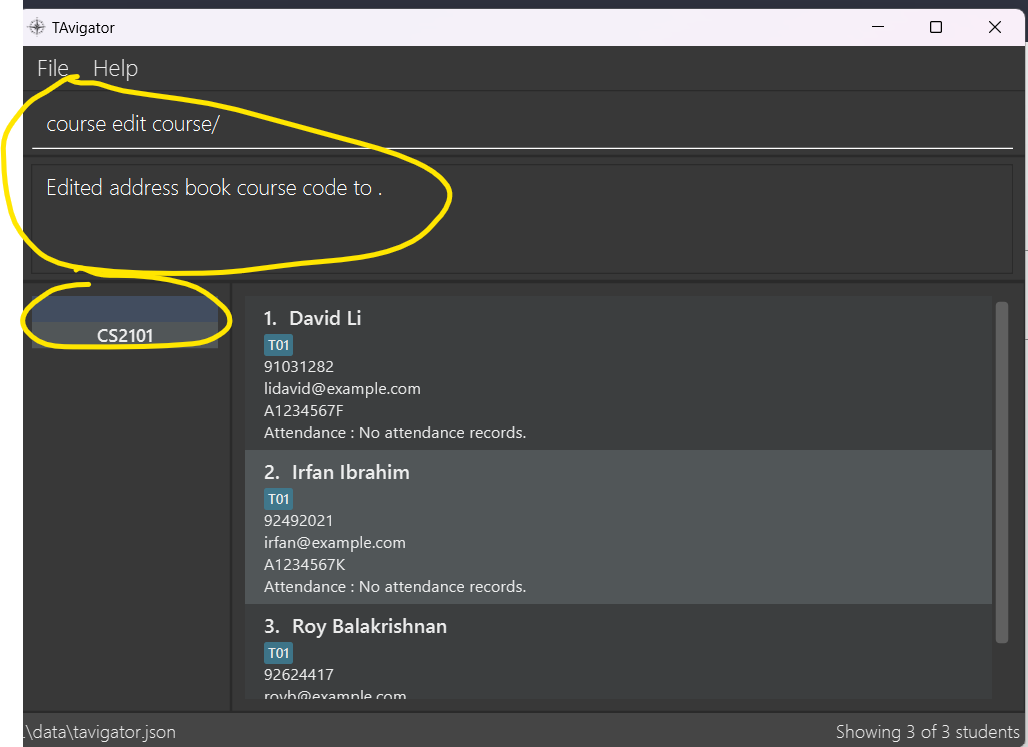 TAvigator
File Help
course edit course/
Edited address book course code to .
CS2101
1. David Li
T01
91031282
lidavid@example.com
A1234567F
Attendance : No attendance records.
2. Irfan Ibrahim
T01
92492021
irfan@example.com
A1234567K
Attendance : No attendance records.
3. Roy Balakrishnan
T01
92624417
royb@example.com
.\data\tavigator.json
Showing 3 of 3 students